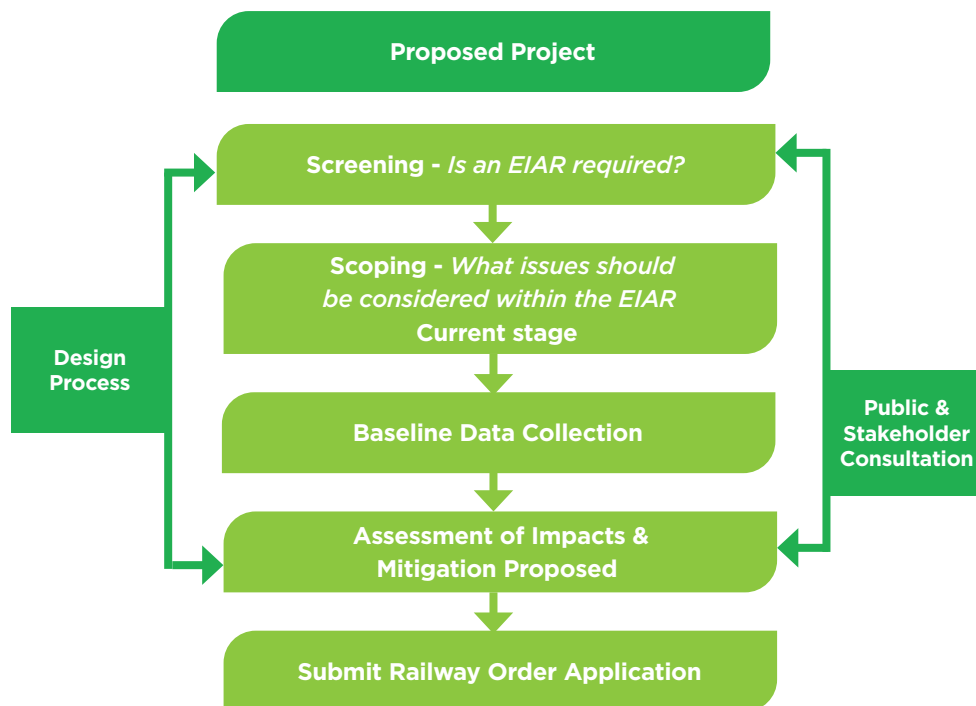 Proposed Project
Screening - Is an EIAR required?
Scoping - What issues should
be considered within the EIAR
Current stage
Design
Process
Baseline Data Collection
Public &
Stakeholder
Consultation
Assessment of Impacts &
Mitigation Proposed
Submit Railway Order Application